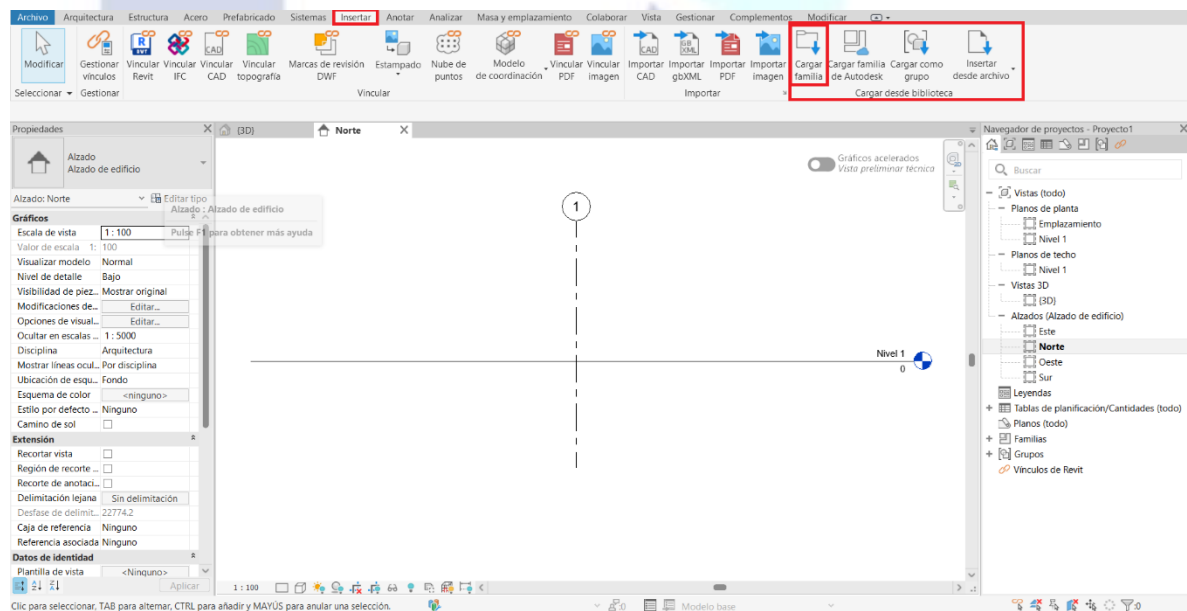 Archivo Arquitectura Estructura Acero Prefabricado Sistemas Insertar Anotar Analizar Masa y emplazamiento Colaborar Vista Gestionar Complementos Modificar
Modificar
Gestionar vínculos
Vincular Revit
Vincular IFC
Vincular CAD
Vincular topografía
Marcas de revisión DWF
Estampado
Nube de puntos
Modelo de coordinación
Vincular PDF
Vincular imagen
Importar CAD
Importar gbXML
Importar PDF
Importar imagen
Cargar familia
Cargar familia de Autodesk
Cargar como grupo
Insertar desde archivo
Seleccionar Gestionar Vincular Importar Cargar desde biblioteca
Propiedades
Alzado
Alzado de edificio
Alzado: Norte Editar tipo
Alzado : Alzado de edificio
Pulse F1 para obtener más ayuda
Gráficos
Escala de vista 1 : 100
Valor de escala 1: 100
Visualizar modelo Normal
Nivel de detalle Bajo
Visibilidad de piez... Mostrar original
Modificaciones de... Editar...
Opciones de visual... Editar...
Ocultar en escalas ... 1 : 5000
Disciplina Arquitectura
Mostrar líneas ocul... Por disciplina
Ubicación de esqu... Fondo
Esquema de color <ninguno>
Estilo por defecto ... Ninguno
Camino de sol
Extensión
Recortar vista
Región de recorte ...
Recorte de anotaci...
Delimitación lejana Sin delimitación
Desfase de delimit... 22774.2
Caja de referencia Ninguno
Referencia asociada Ninguno
Datos de identidad
Plantilla de vista <Ninguno>
Aplicar
{3D} Norte
Gráficos acelerados
Vista preliminar técnica
1
Nivel 1
0
1 : 100
Navegador de proyectos - Proyecto1
Buscar
Vistas (todo)
Planos de planta
Emplazamiento
Nivel 1
Planos de techo
Nivel 1
Vistas 3D
{3D}
Alzados (Alzado de edificio)
Este
Norte
Oeste
Sur
Leyendas
Tablas de planificación/Cantidades (todo)
Planos (todo)
Familias
Grupos
Vínculos de Revit
Clic para seleccionar, TAB para alternar, CTRL para añadir y MAYÚS para anular una selección. :0 Modelo base :0